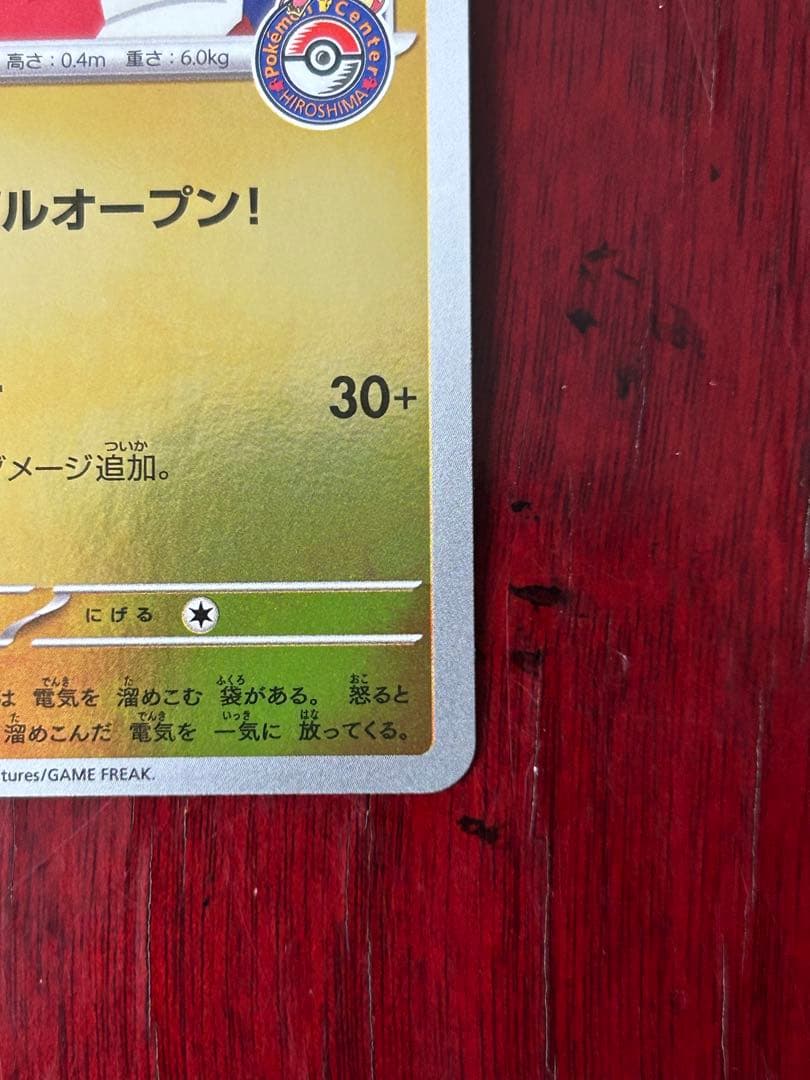 高さ：0.4m 重さ：6.0kg
Pokémon Center
HIROSHIMA
ルオープン!
30+
ダメージ追加。
ついか
にげる
は 電気を 溜めこむ 袋がある。 怒ると
でんき た ふくろ おこ
溜めこんだ 電気を 一気に 放ってくる。
た でんき いっき はな
tures/GAME FREAK.